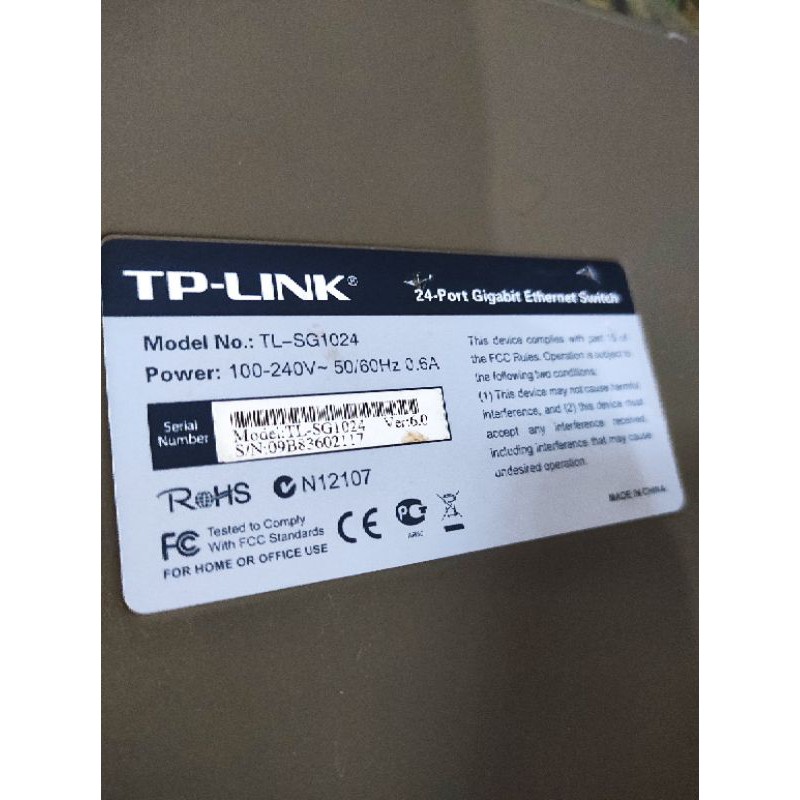 TP-LINK®
24-Port Gigabit Ethernet Switch
Model No.: TL-SG1024
Power: 100-240V~ 50/60Hz 0.6A
Serial Number
Model:TL-SG1024 Ver:6.0
S/N:09B83602117
RoHS
N12107
FC Tested to Comply
With FCC Standards
FOR HOME OR OFFICE USE
CE
This device complies with part 15 of
the FCC Rules. Operation is subject to
the following two conditions:
(1) This device may not cause harmful
interference, and (2) this device must
accept any interference received,
including interference that may cause
undesired operation.
MADE IN CHINA